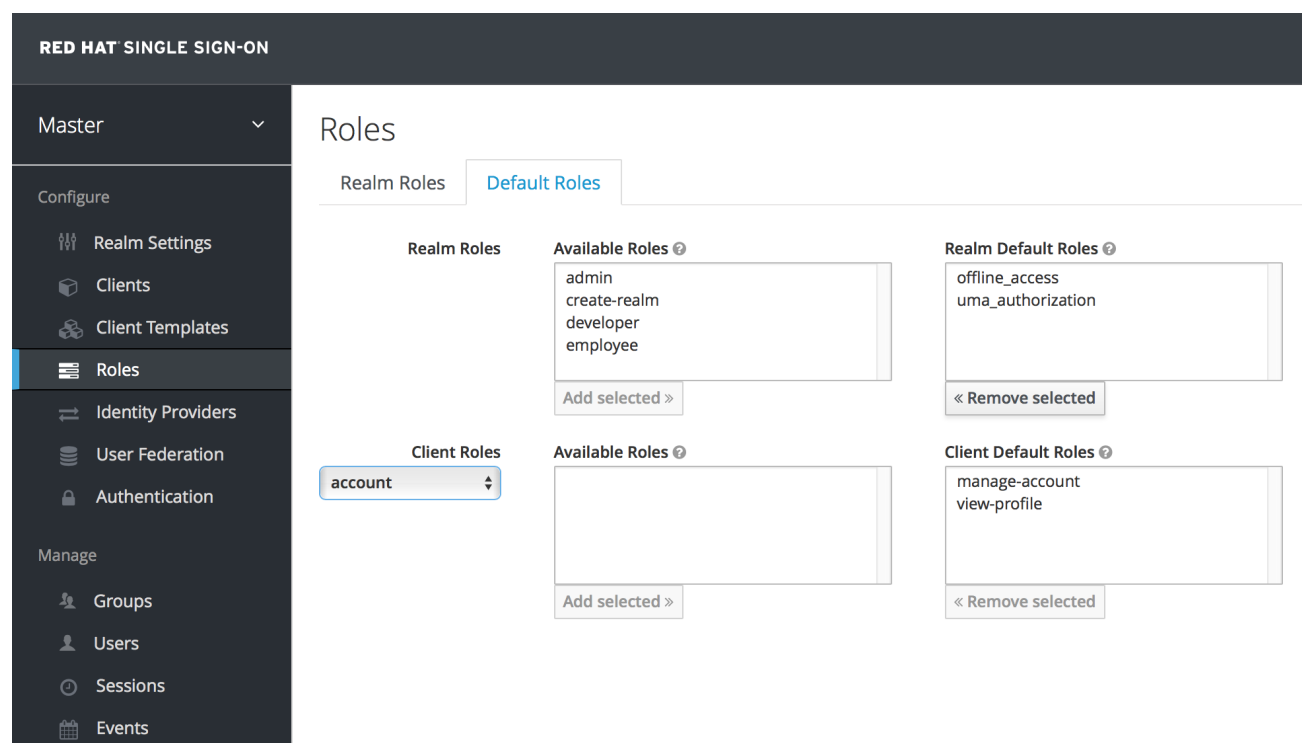 RED HAT SINGLE SIGN-ON
Master
Configure
Realm Settings
Clients
Client Templates
Roles
Identity Providers
User Federation
Authentication
Manage
Groups
Users
Sessions
Events
Roles
Realm Roles
Default Roles
Realm Roles
Available Roles
admin
create-realm
developer
employee
Add selected »
Realm Default Roles
offline_access
uma_authorization
« Remove selected
Client Roles
account
Available Roles
Add selected »
Client Default Roles
manage-account
view-profile
« Remove selected